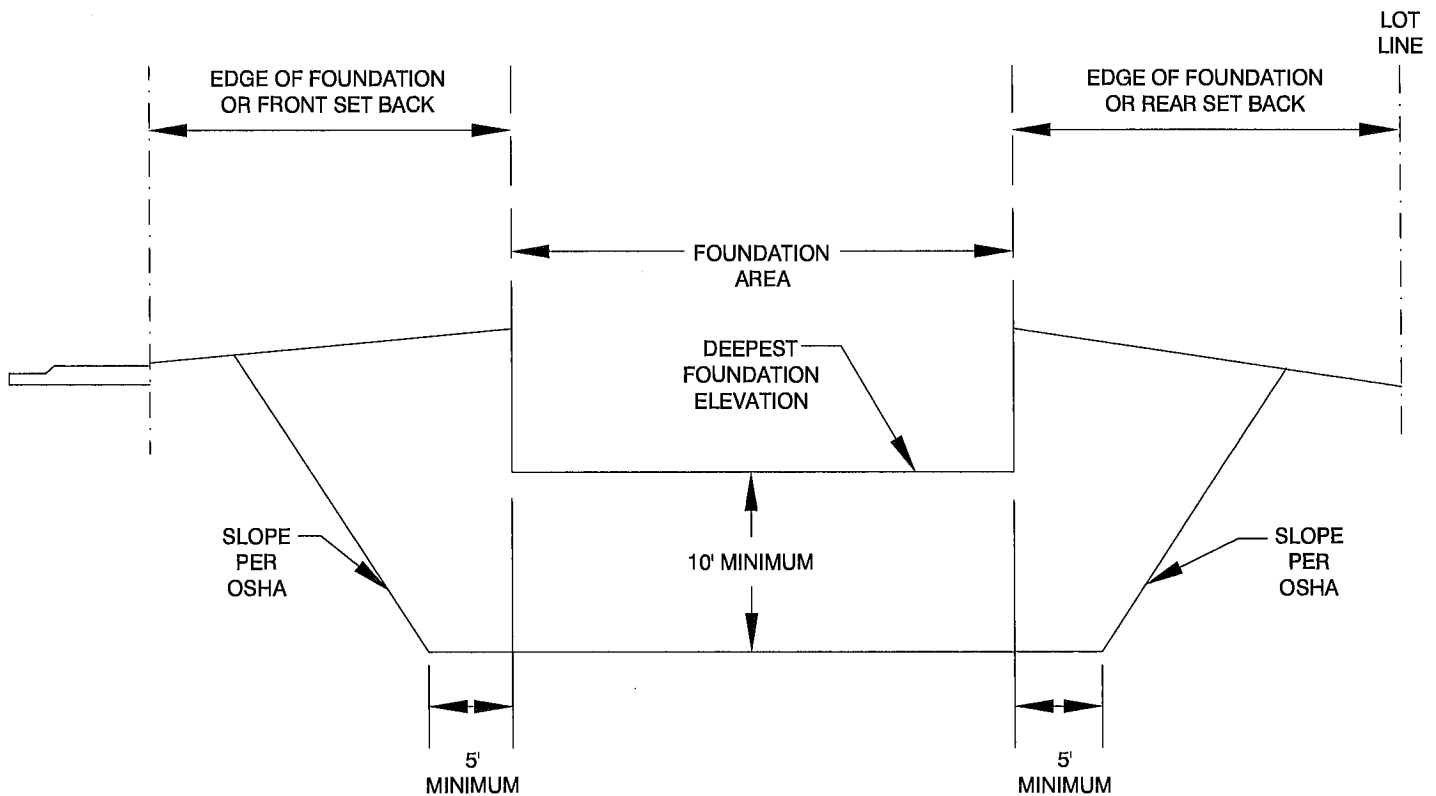 LOT
LINE
EDGE OF FOUNDATION
OR FRONT SET BACK
EDGE OF FOUNDATION
OR REAR SET BACK
FOUNDATION
AREA
DEEPEST
FOUNDATION
ELEVATION
SLOPE
PER
OSHA
10' MINIMUM
SLOPE
PER
OSHA
5'
MINIMUM
5'
MINIMUM